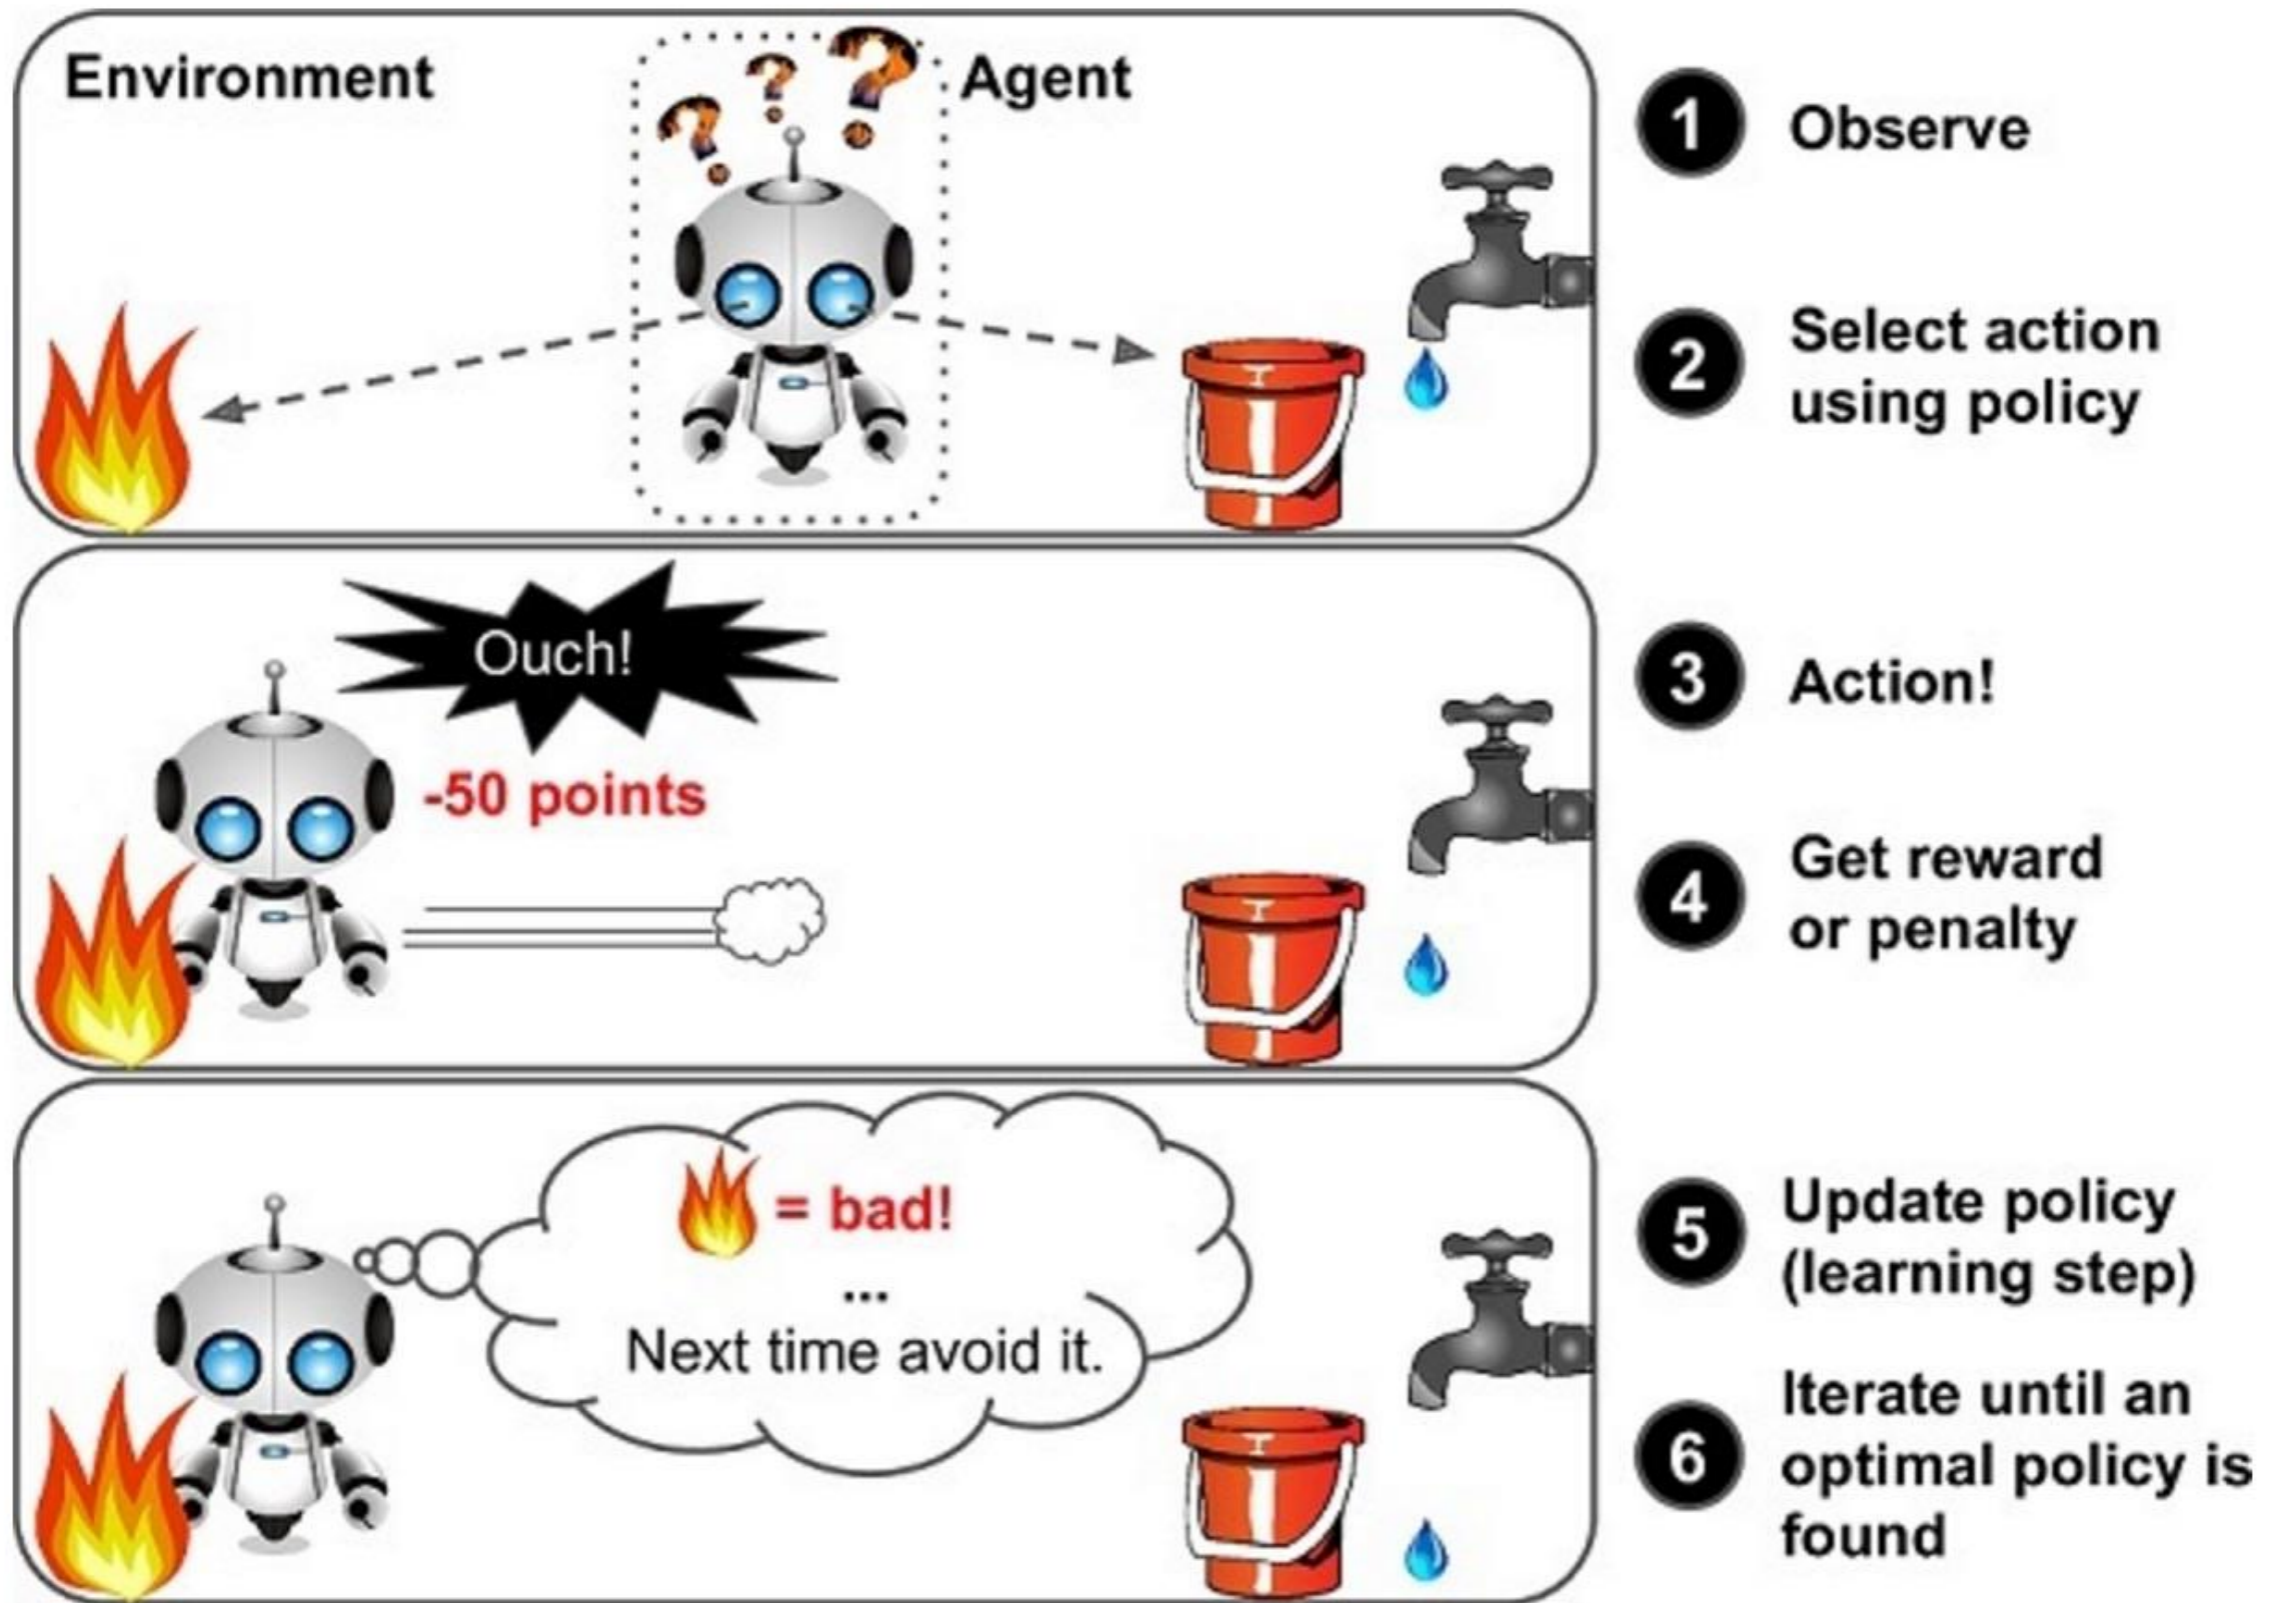 Environment
Agent
1 Observe
2 Select action
using policy
Ouch!
-50 points
3 Action!
4 Get reward
or penalty
= bad!
...
Next time avoid it.
5 Update policy
(learning step)
6 Iterate until an
optimal policy is
found